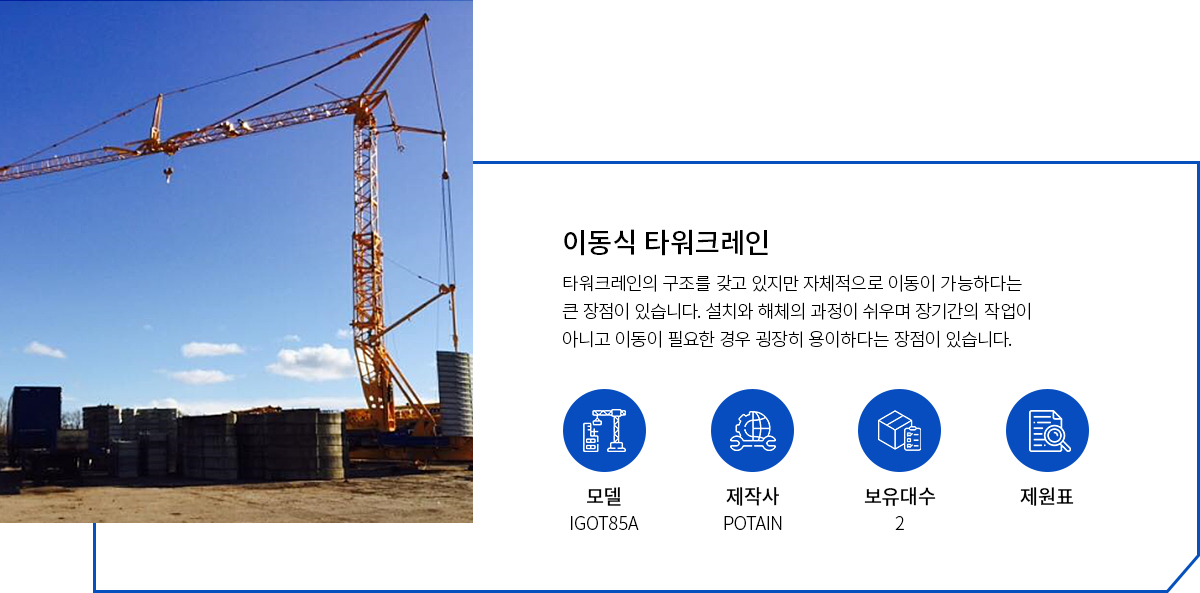 이동식 타워크레인
타워크레인의 구조를 갖고 있지만 자체적으로 이동이 가능하다는
큰 장점이 있습니다. 설치와 해체의 과정이 쉬우며 장기간의 작업이
아니고 이동이 필요한 경우 굉장히 용이하다는 장점이 있습니다.
모델
IGOT85A
제작사
POTAIN
보유대수
2
제원표